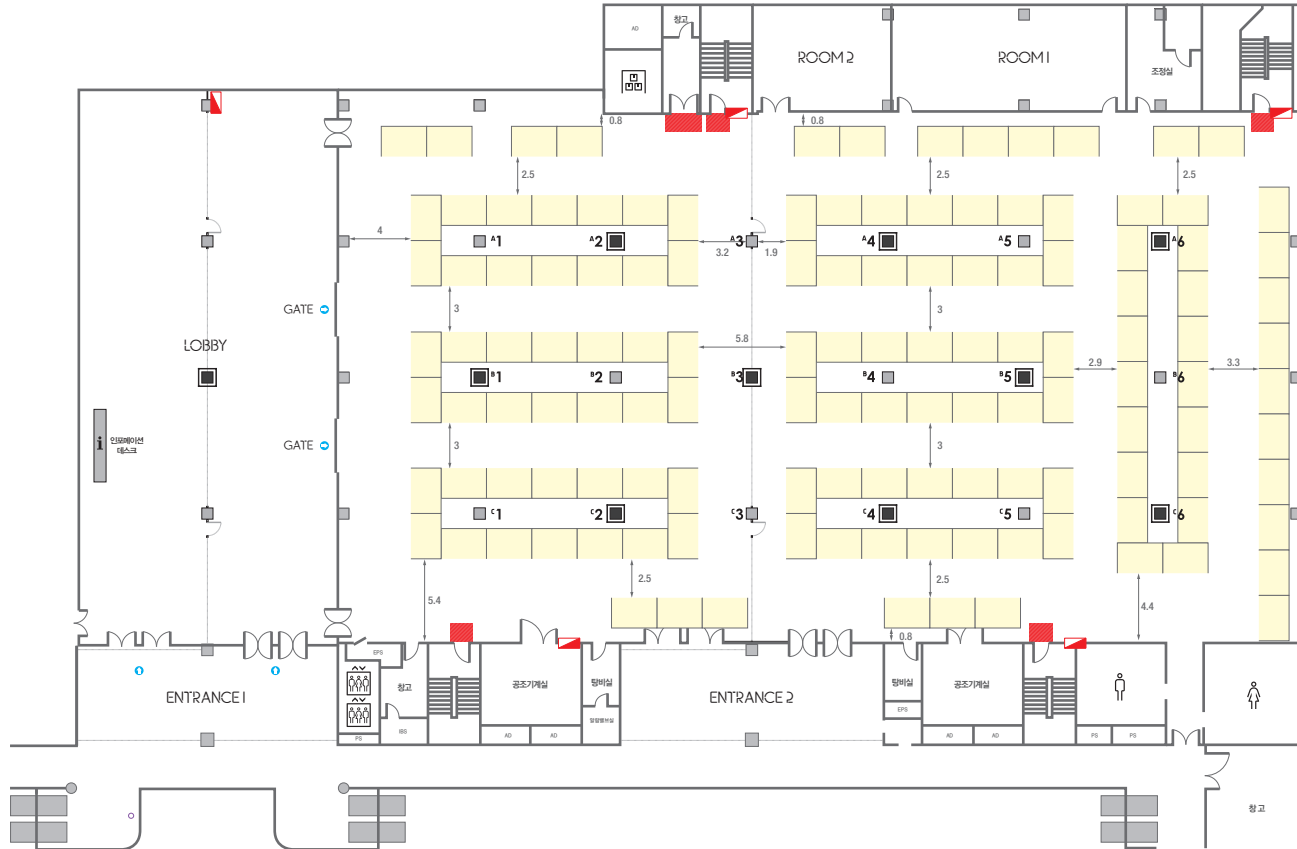 창고
AD
ROOM 2
ROOM 1
조정실
0.8
0.8
2.5
2.5
2.5
4
A1
A2
A3
A4
A5
A6
3.2
1.9
GATE
3
3
LOBBY
5.8
2.9
3.3
B1
B2
B3
B4
B5
B6
GATE
i
인포메이션
데스크
3
3
C1
C2
C3
C4
C5
C6
5.4
2.5
2.5
4.4
0.8
EPS
창고
공조기계실
탕비실
탕비실
공조기계실
ENTRANCE 1
ENTRANCE 2
EPS
PS
IBS
AD
AD
AD
AD
PS
PS
창고